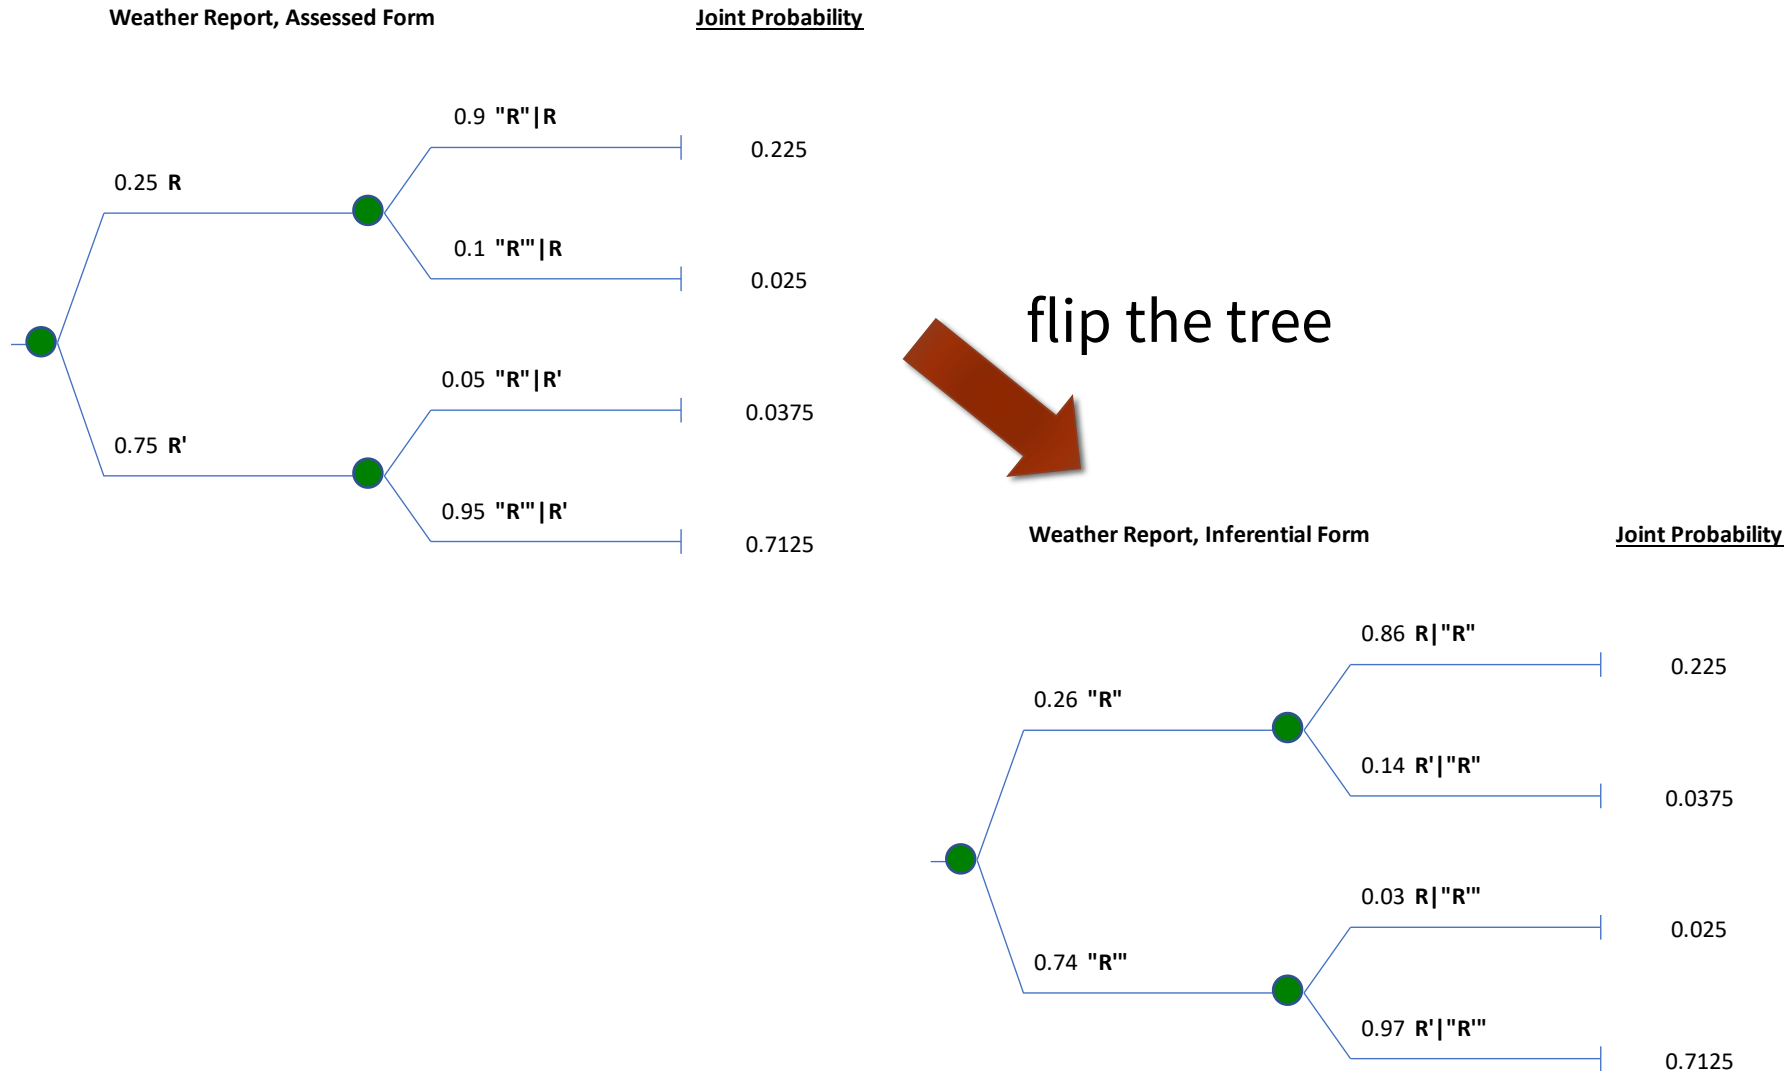 Weather Report, Assessed Form Joint Probability
0.9 "R"|R
0.225
0.25 R
0.1 "R'"|R
0.025
flip the tree
0.05 "R"|R'
0.0375
0.75 R'
0.95 "R'"|R'
0.7125
Weather Report, Inferential Form Joint Probability
0.86 R|"R"
0.225
0.26 "R"
0.14 R'|"R"
0.0375
0.03 R|"R'"
0.025
0.74 "R'"
0.97 R'|"R'"
0.7125